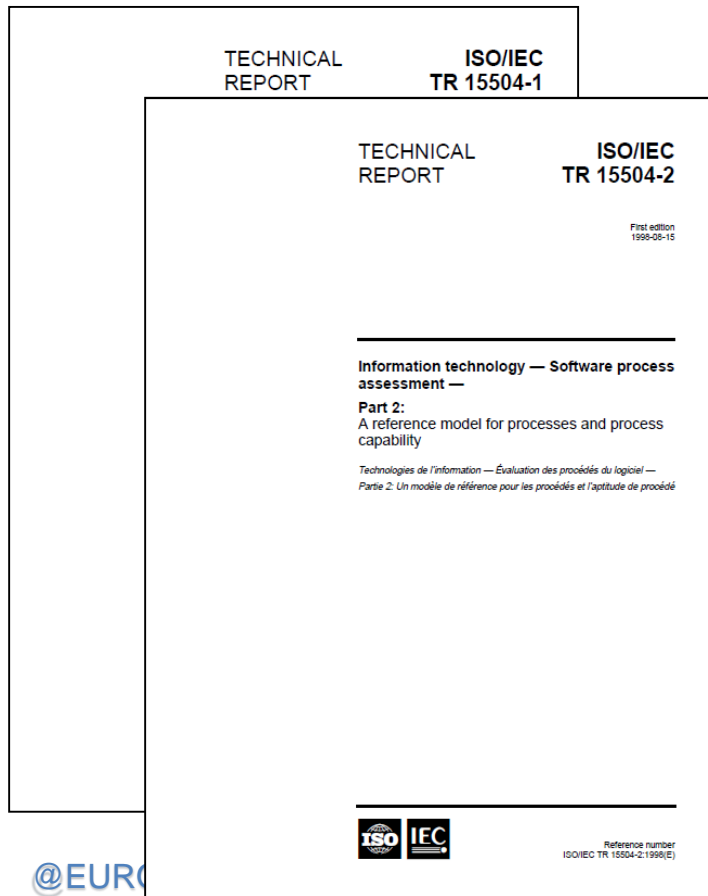 TECHNICAL REPORT
ISO/IEC TR 15504-1
TECHNICAL REPORT
ISO/IEC TR 15504-2
First edition
1998-08-15
Information technology — Software process
assessment —
Part 2:
A reference model for processes and process
capability
Technologies de l'information — Évaluation des procédés du logiciel —
Partie 2: Un modèle de référence pour les procédés et l'aptitude de procédé
ISO IEC
Reference number
ISO/IEC TR 15504-2:1998(E)
@EURO